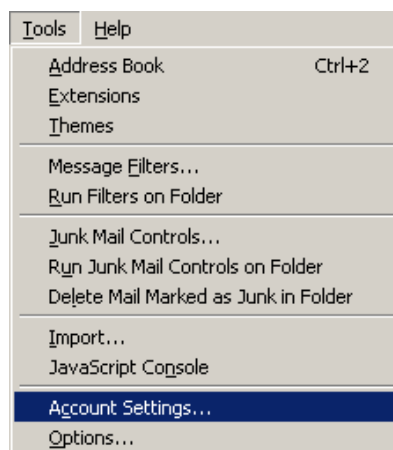 Tools Help
Address Book Ctrl+2
Extensions
Themes
Message Filters...
Run Filters on Folder
Junk Mail Controls...
Run Junk Mail Controls on Folder
Delete Mail Marked as Junk in Folder
Import...
JavaScript Console
Account Settings...
Options...